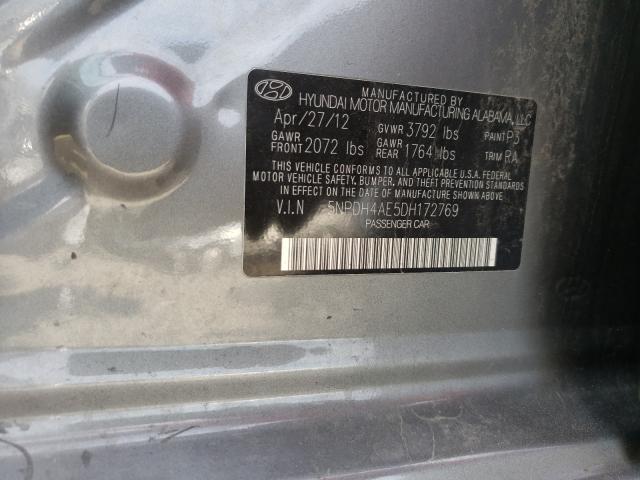 MANUFACTURED BY
HYUNDAI MOTOR MANUFACTURING ALABAMA, LLC
Apr/27/12 GVWR 3792 lbs PAINT P3
GAWR FRONT 2072 lbs GAWR REAR 1764 lbs TRIM RA
THIS VEHICLE CONFORMS TO ALL APPLICABLE U.S.A. FEDERAL
MOTOR VEHICLE SAFETY, BUMPER, AND THEFT PREVENTION
STANDARDS IN EFFECT ON THE DATE OF MANUFACTURE SHOWN ABOVE
V.I.N 5NPDH4AE5DH172769
PASSENGER CAR